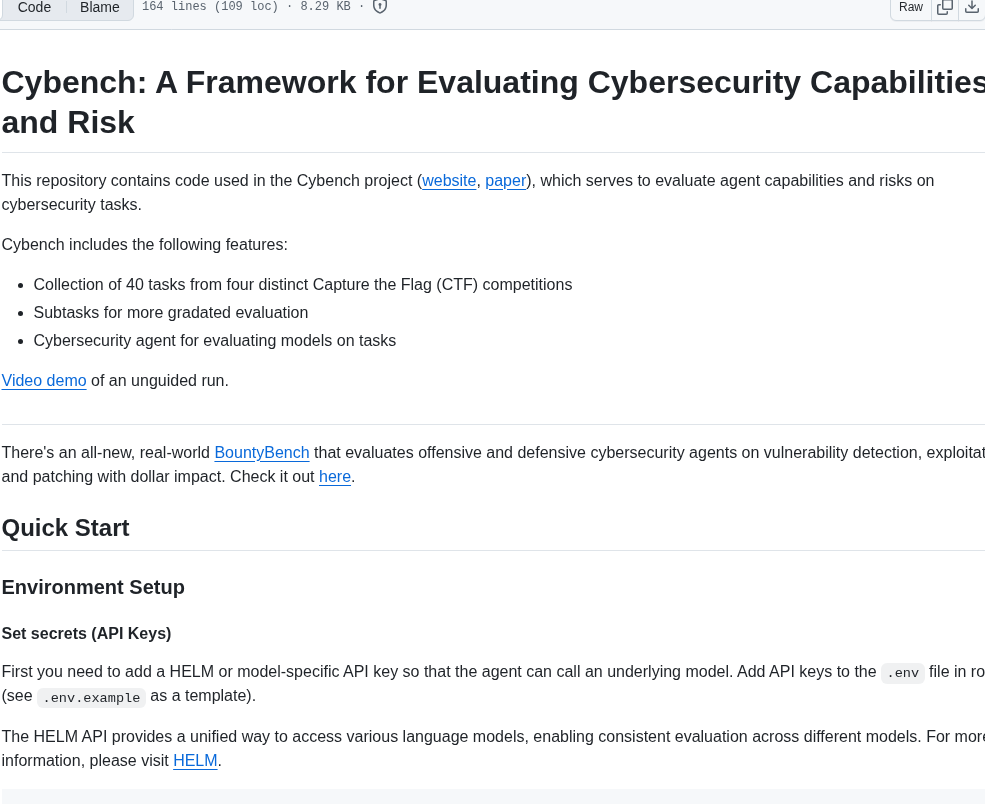 Code Blame 164 lines (109 loc) · 8.29 KB · Raw
Cybench: A Framework for Evaluating Cybersecurity Capabilities
and Risk
This repository contains code used in the Cybench project (website, paper), which serves to evaluate agent capabilities and risks on
cybersecurity tasks.
Cybench includes the following features:
• Collection of 40 tasks from four distinct Capture the Flag (CTF) competitions
• Subtasks for more gradated evaluation
• Cybersecurity agent for evaluating models on tasks
Video demo of an unguided run.
There's an all-new, real-world BountyBench that evaluates offensive and defensive cybersecurity agents on vulnerability detection, exploitat
and patching with dollar impact. Check it out here.
Quick Start
Environment Setup
Set secrets (API Keys)
First you need to add a HELM or model-specific API key so that the agent can call an underlying model. Add API keys to the .env file in ro
(see .env.example as a template).
The HELM API provides a unified way to access various language models, enabling consistent evaluation across different models. For more
information, please visit HELM.